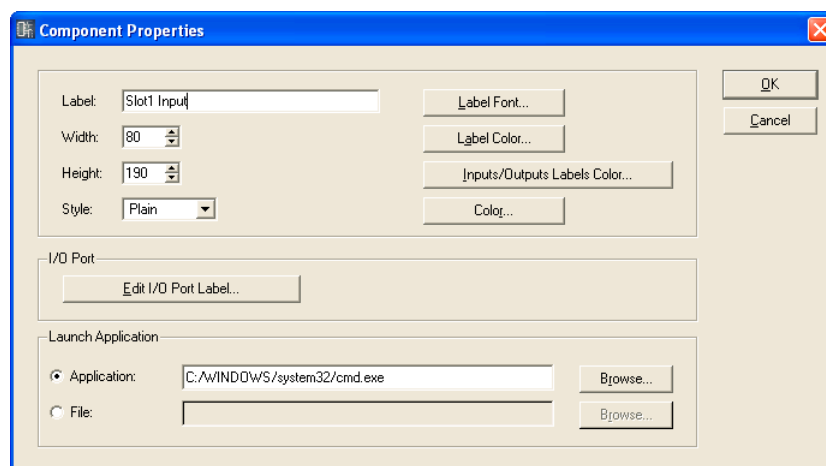 Component Properties
Label: Slot1 Input Label Font... OK
Width: 80 Label Color... Cancel
Height: 190 Inputs/Outputs Labels Color...
Style: Plain Color...
I/O Port
Edit I/O Port Label...
Launch Application
Application: C:/WINDOWS/system32/cmd.exe Browse...
File: Browse...